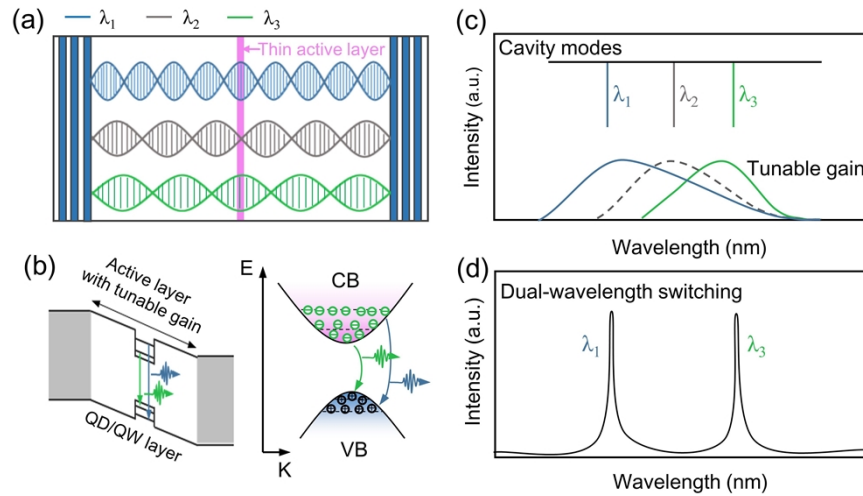 (a)
λ₁
λ₂
λ₃
Thin active layer
(b)
Active layer
with tunable gain
QD/QW layer
E
CB
VB
K
(c)
Cavity modes
λ₁
λ₂
λ₃
Tunable gain
Intensity (a.u.)
Wavelength (nm)
(d)
Dual-wavelength switching
λ₁
λ₃
Intensity (a.u.)
Wavelength (nm)